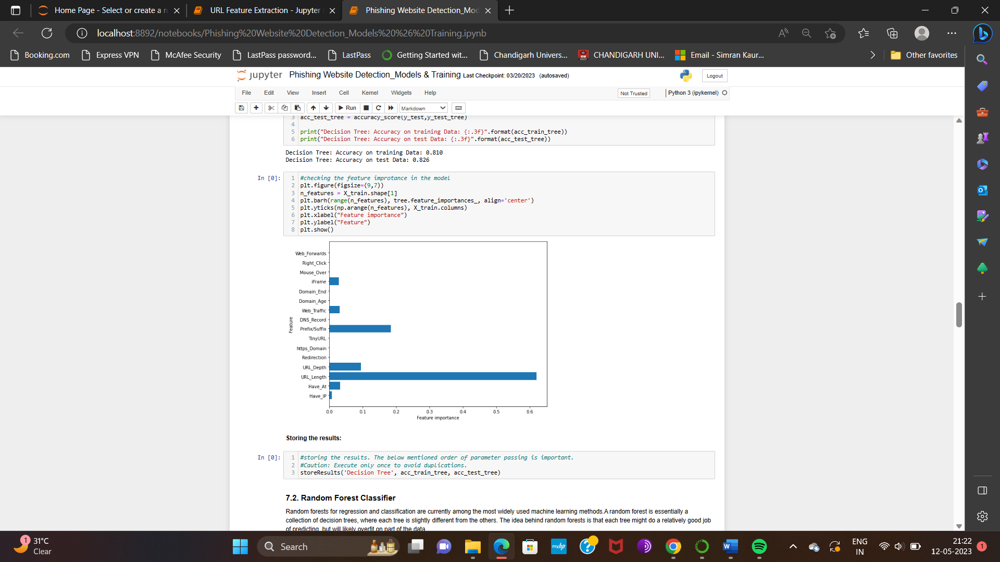 Home Page - Select or create a n
URL Feature Extraction - Jupyter
Phishing Website Detection_Mod
localhost:8892/notebooks/Phishing%20Website%20Detection_Models%20%26%20Training.ipynb
Booking.com
Express VPN
McAfee Security
LastPass password...
LastPass
Getting Started wit...
Chandigarh Univers...
CHANDIGARH UNI...
Email - Simran Kaur...
Other favorites
jupyter Phishing Website Detection_Models & Training Last Checkpoint: 03/20/2023 (autosaved)
Logout
File Edit View Insert Cell Kernel Widgets Help
Not Trusted
Python 3 (ipykernel)
Run
Markdown
3 acc_test_tree = accuracy_score(y_test,y_test_tree)
4
5 print("Decision Tree: Accuracy on training Data: {:.3f}".format(acc_train_tree))
6 print("Decision Tree: Accuracy on test Data: {:.3f}".format(acc_test_tree))
Decision Tree: Accuracy on training Data: 0.810
Decision Tree: Accuracy on test Data: 0.826
In [0]:
1 #checking the feature improtance in the model
2 plt.figure(figsize=(9,7))
3 n_features = X_train.shape[1]
4 plt.barh(range(n_features), tree.feature_importances_, align='center')
5 plt.yticks(np.arange(n_features), X_train.columns)
6 plt.xlabel("Feature importance")
7 plt.ylabel("Feature")
8 plt.show()
Web_Forwards
Right_Click
Mouse_Over
iFrame
Domain_End
Domain_Age
Web_Traffic
DNS_Record
Prefix/Suffix
TinyURL
https_Domain
Redirection
URL_Depth
URL_Length
Have_At
Have_IP
Feature
0.0 0.1 0.2 0.3 0.4 0.5 0.6
Feature importance
Storing the results:
In [0]:
1 #storing the results. The below mentioned order of parameter passing is important.
2 #Caution: Execute only once to avoid duplications.
3 storeResults('Decision Tree', acc_train_tree, acc_test_tree)
7.2. Random Forest Classifier
Random forests for regression and classification are currently among the most widely used machine learning methods.A random forest is essentially a
collection of decision trees, where each tree is slightly different from the others. The idea behind random forests is that each tree might do a relatively good job
of predicting, but will likely overfit on part of the data.
1
31°C
Clear
Search
myhp
ENG
IN
21:22
12-05-2023
1